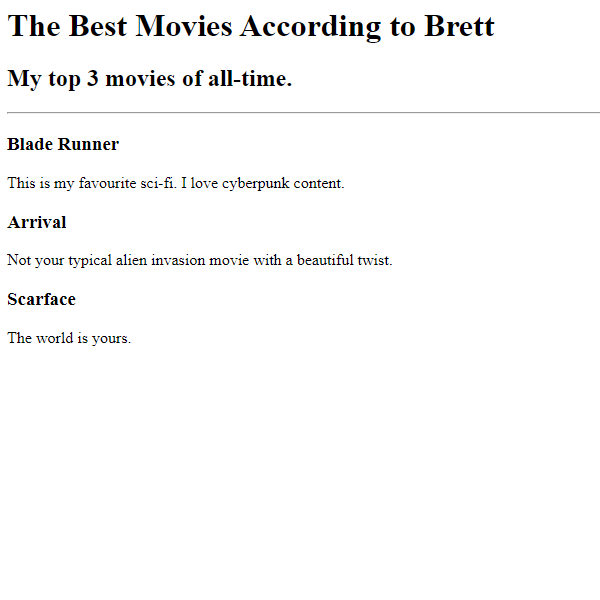 The Best Movies According to Brett
My top 3 movies of all-time.
Blade Runner
This is my favourite sci-fi. I love cyberpunk content.
Arrival
Not your typical alien invasion movie with a beautiful twist.
Scarface
The world is yours.